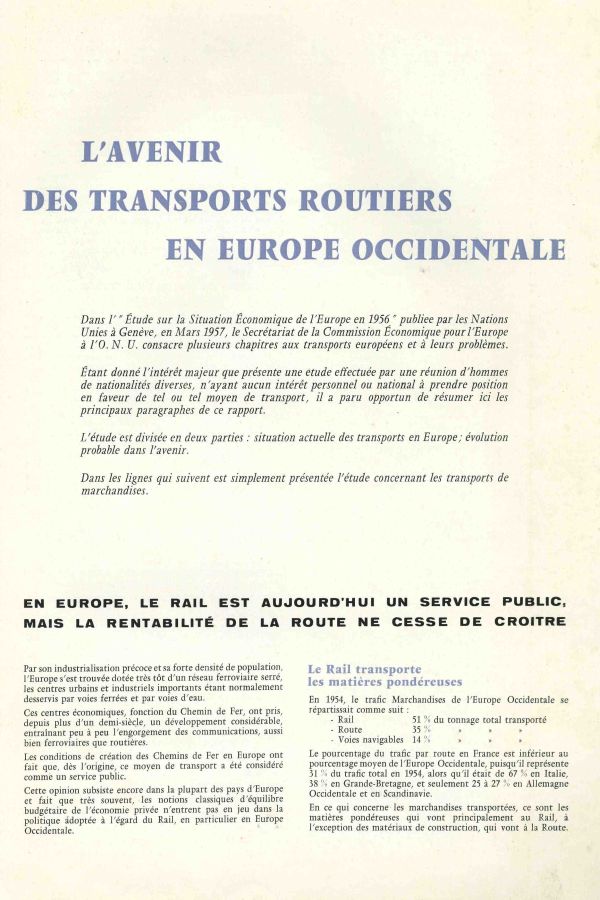 L'AVENIR
DES TRANSPORTS ROUTIERS
EN EUROPE OCCIDENTALE
Dans l'" Étude sur la Situation Économique de l'Europe en 1956 " publiee par les Nations
Unies à Genève, en Mars 1957, le Secrétariat de la Commission Économique pour l'Europe
à l'O. N. U. consacre plusieurs chapitres aux transports européens et à leurs problèmes.
Étant donné l'intérêt majeur que présente une etude effectuée par une réunion d'hommes
de nationalités diverses, n'ayant aucun intérêt personnel ou national à prendre position
en faveur de tel ou tel moyen de transport, il a paru opportun de résumer ici les
principaux paragraphes de ce rapport.
L'étude est divisée en deux parties : situation actuelle des transports en Europe; évolution
probable dans l'avenir.
Dans les lignes qui suivent est simplement présentée l'étude concernant les transports de
marchandises.
EN EUROPE, LE RAIL EST AUJOURD'HUI UN SERVICE PUBLIC,
MAIS LA RENTABILITÉ DE LA ROUTE NE CESSE DE CROITRE
Par son industrialisation précoce et sa forte densité de population,
l'Europe s'est trouvée dotée très tôt d'un réseau ferroviaire serré,
les centres urbains et industriels importants étant normalement
desservis par voies ferrées et par voies d'eau.
Ces centres économiques, fonction du Chemin de Fer, ont pris,
depuis plus d'un demi-siècle, un développement considérable,
entraînant peu à peu l'engorgement des communications, aussi
bien ferroviaires que routières.
Les conditions de création des Chemins de Fer en Europe ont
fait que, dès l'origine, ce moyen de transport a été considéré
comme un service public.
Cette opinion subsiste encore dans la plupart des pays d'Europe
et fait que très souvent, les notions classiques d'équilibre
budgétaire de l'économie privée n'entrent pas en jeu dans la
politique adoptée à l'égard du Rail, en particulier en Europe
Occidentale.
Le Rail transporte
les matières pondéreuses
En 1954, le trafic Marchandises de l'Europe Occidentale se
répartissait comme suit :
- Rail 51 % du tonnage total transporté
- Route 35 % » » »
- Voies navigables 14 % » » »
Le pourcentage du trafic par route en France est inférieur au
pourcentage moyen de l'Europe Occidentale, puisqu'il représente
31 % du trafic total en 1954, alors qu'il était de 67 % en Italie,
38 % en Grande-Bretagne, et seulement 25 à 27 % en Allemagne
Occidentale et en Scandinavie.
En ce qui concerne les marchandises transportées, ce sont les
matières pondéreuses qui vont principalement au Rail, à
l'exception des matériaux de construction, qui vont à la Route.